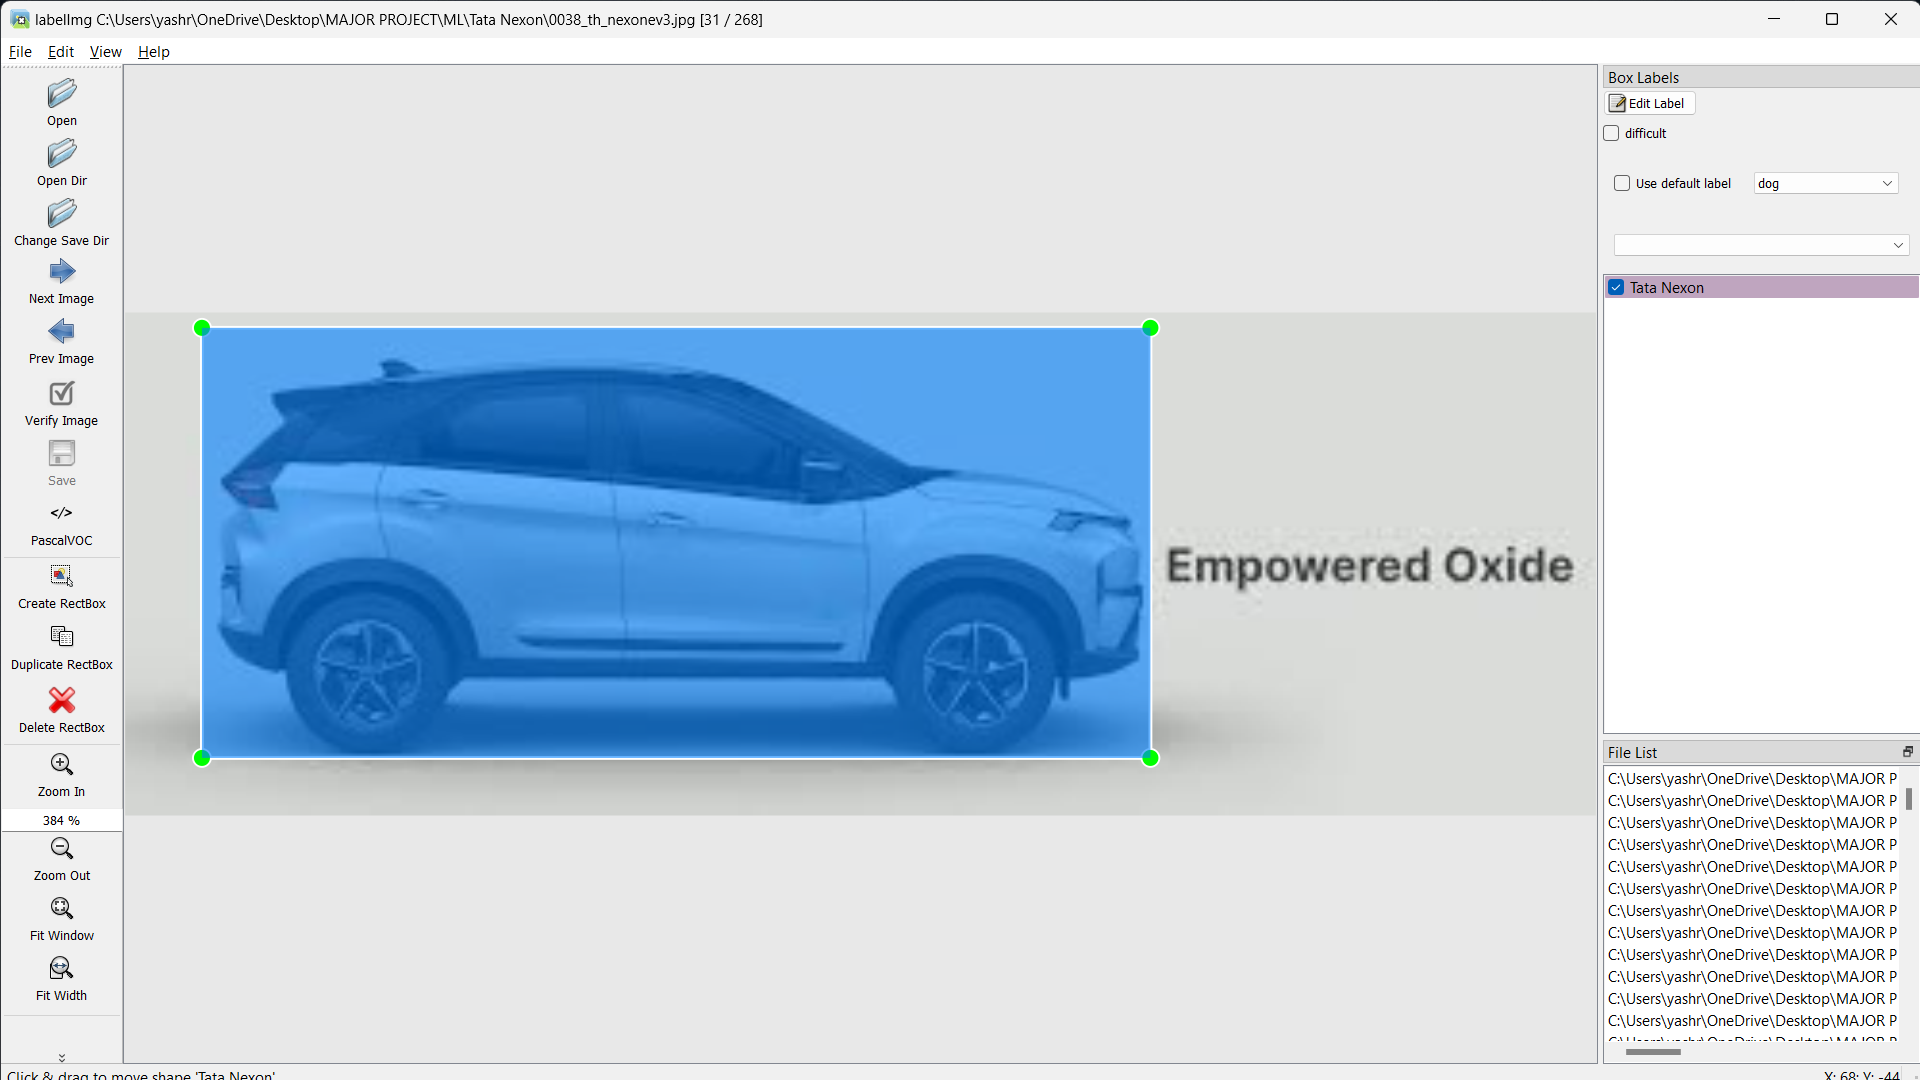 labelImg C:\Users\yashr\OneDrive\Desktop\MAJOR PROJECT\ML\Tata Nexon\0038_th_nexonev3.jpg [31 / 268]
File Edit View Help
Open
Open Dir
Change Save Dir
Next Image
Prev Image
Verify Image
Save
</>
PascalVOC
Create RectBox
Duplicate RectBox
Delete RectBox
Zoom In
384 %
Zoom Out
Fit Window
Fit Width
Empowered Oxide
Box Labels
Edit Label
difficult
Use default label dog
Tata Nexon
File List
C:\Users\yashr\OneDrive\Desktop\MAJOR P
C:\Users\yashr\OneDrive\Desktop\MAJOR P
C:\Users\yashr\OneDrive\Desktop\MAJOR P
C:\Users\yashr\OneDrive\Desktop\MAJOR P
C:\Users\yashr\OneDrive\Desktop\MAJOR P
C:\Users\yashr\OneDrive\Desktop\MAJOR P
C:\Users\yashr\OneDrive\Desktop\MAJOR P
C:\Users\yashr\OneDrive\Desktop\MAJOR P
C:\Users\yashr\OneDrive\Desktop\MAJOR P
C:\Users\yashr\OneDrive\Desktop\MAJOR P
C:\Users\yashr\OneDrive\Desktop\MAJOR P
C:\Users\yashr\OneDrive\Desktop\MAJOR P
Click & drag to move shape 'Tata Nexon'
X: 68; Y: -44